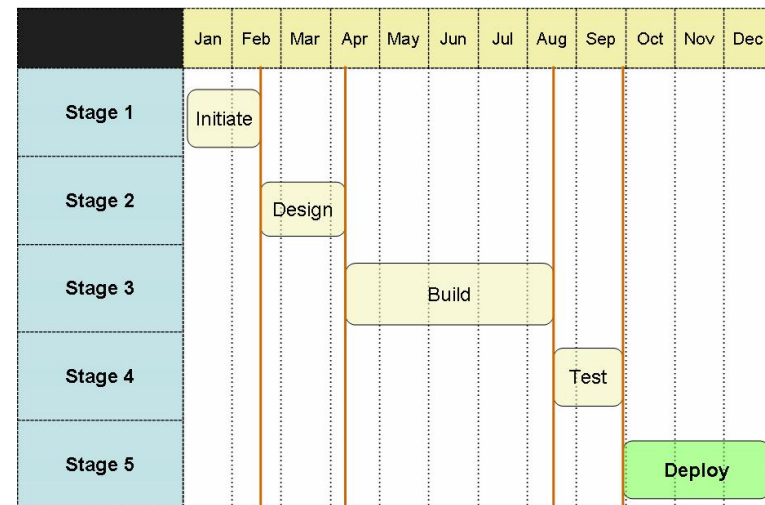 Jan Feb Mar Apr May Jun Jul Aug Sep Oct Nov Dec
Stage 1
Initiate
Stage 2
Design
Stage 3
Build
Stage 4
Test
Stage 5
Deploy